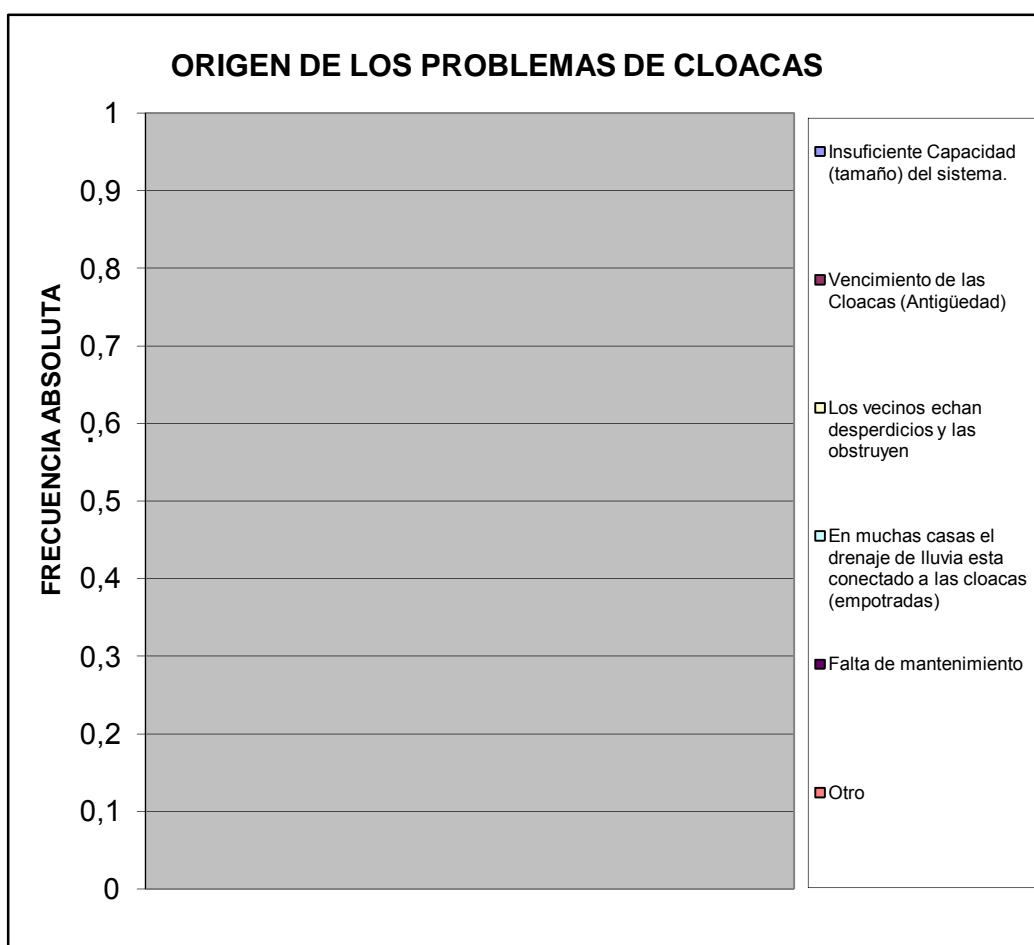 ORIGEN DE LOS PROBLEMAS DE CLOACAS
FRECUENCIA ABSOLUTA
.
1
0,9
0,8
0,7
0,6
0,5
0,4
0,3
0,2
0,1
0
Insuficiente Capacidad
(tamaño) del sistema.
Vencimiento de las
Cloacas (Antigüedad)
Los vecinos echan
desperdicios y las
obstruyen
En muchas casas el
drenaje de lluvia esta
conectado a las cloacas
(empotradas)
Falta de mantenimiento
Otro